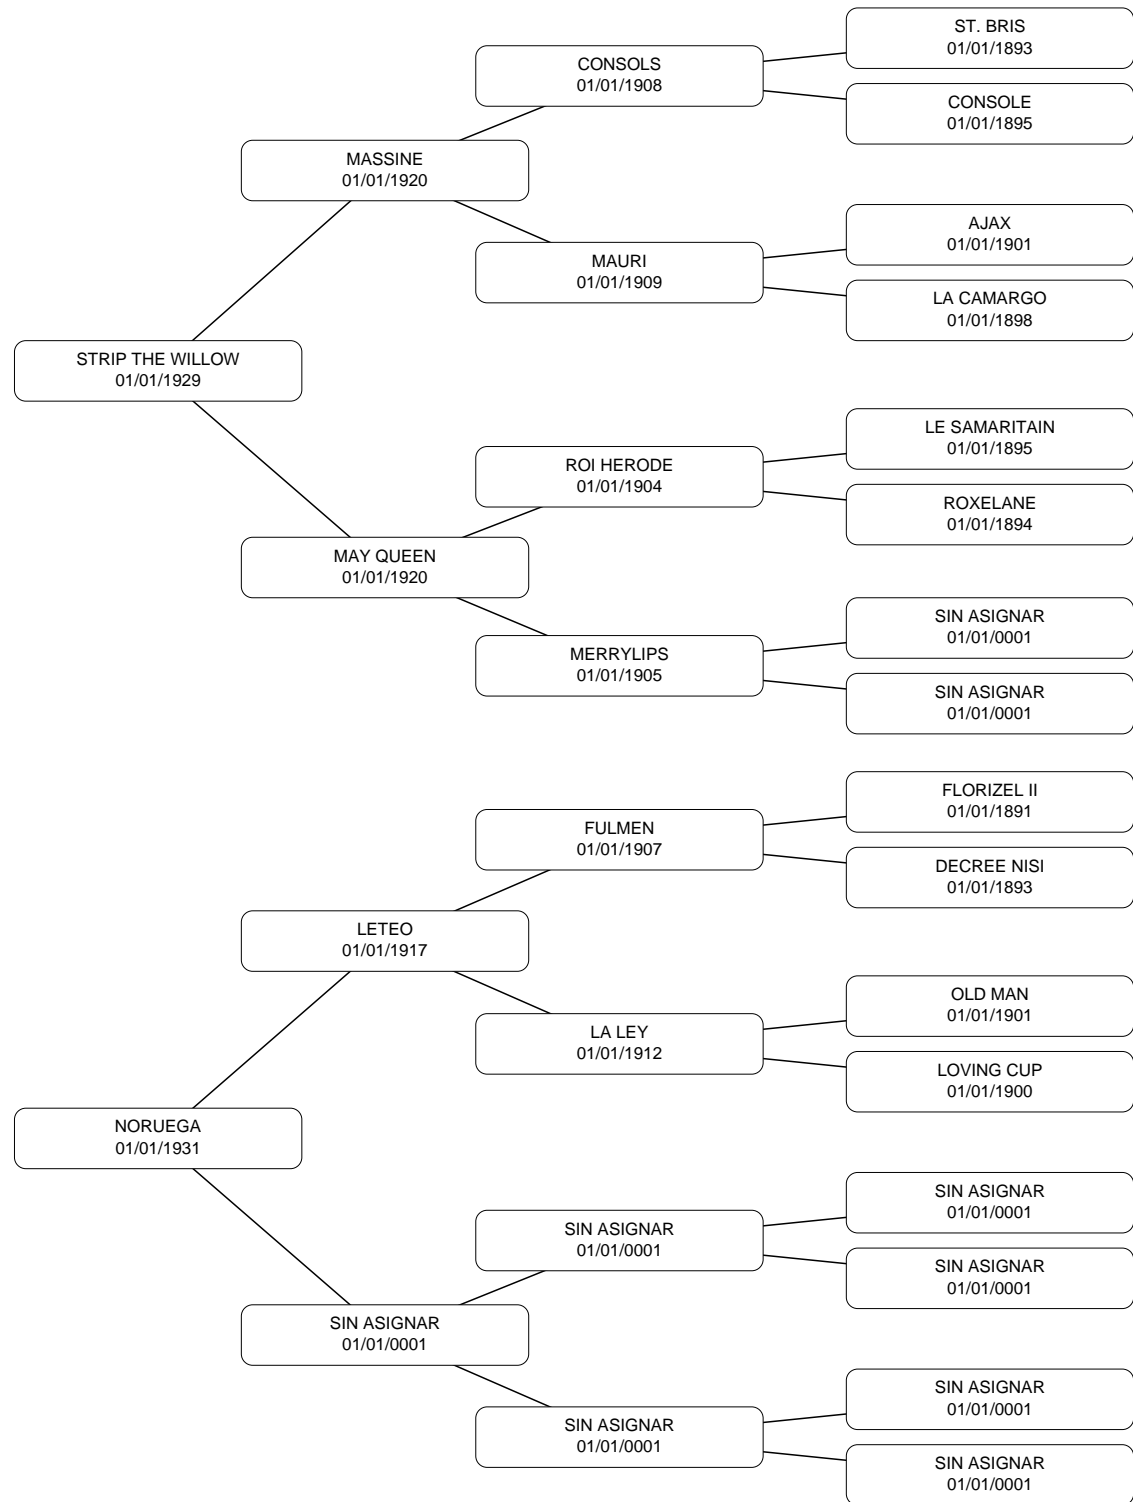 ST. BRIS
01/01/1893
CONSOLS
01/01/1908
CONSOLE
01/01/1895
MASSINE
01/01/1920
AJAX
01/01/1901
MAURI
01/01/1909
LA CAMARGO
01/01/1898
STRIP THE WILLOW
01/01/1929
LE SAMARITAIN
01/01/1895
ROI HERODE
01/01/1904
ROXELANE
01/01/1894
MAY QUEEN
01/01/1920
SIN ASIGNAR
01/01/0001
MERRYLIPS
01/01/1905
SIN ASIGNAR
01/01/0001
FLORIZEL II
01/01/1891
FULMEN
01/01/1907
DECREE NISI
01/01/1893
LETEO
01/01/1917
OLD MAN
01/01/1901
LA LEY
01/01/1912
LOVING CUP
01/01/1900
NORUEGA
01/01/1931
SIN ASIGNAR
01/01/0001
SIN ASIGNAR
01/01/0001
SIN ASIGNAR
01/01/0001
SIN ASIGNAR
01/01/0001
SIN ASIGNAR
01/01/0001
SIN ASIGNAR
01/01/0001
SIN ASIGNAR
01/01/0001